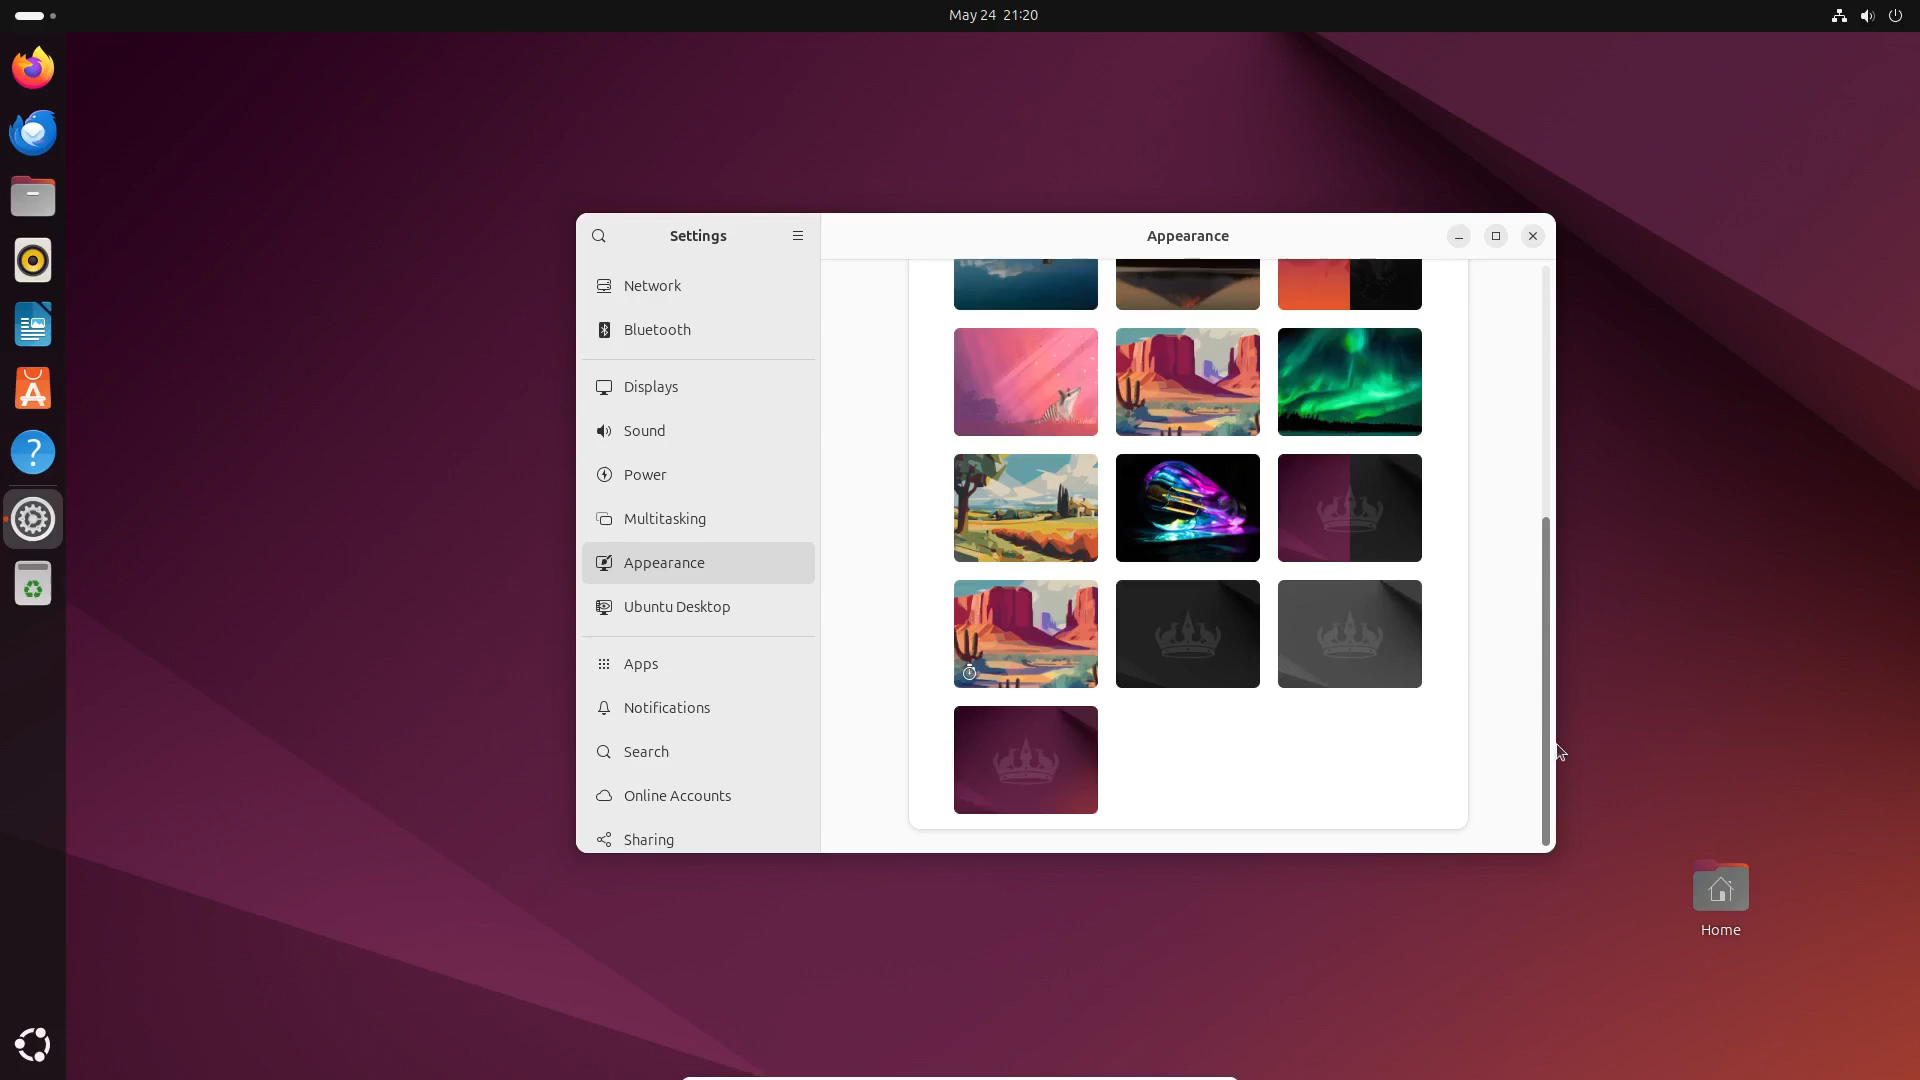 May 24 21:20
Settings
Appearance
Network
Bluetooth
Displays
Sound
Power
Multitasking
Appearance
Ubuntu Desktop
Apps
Notifications
Search
Online Accounts
Sharing
Home